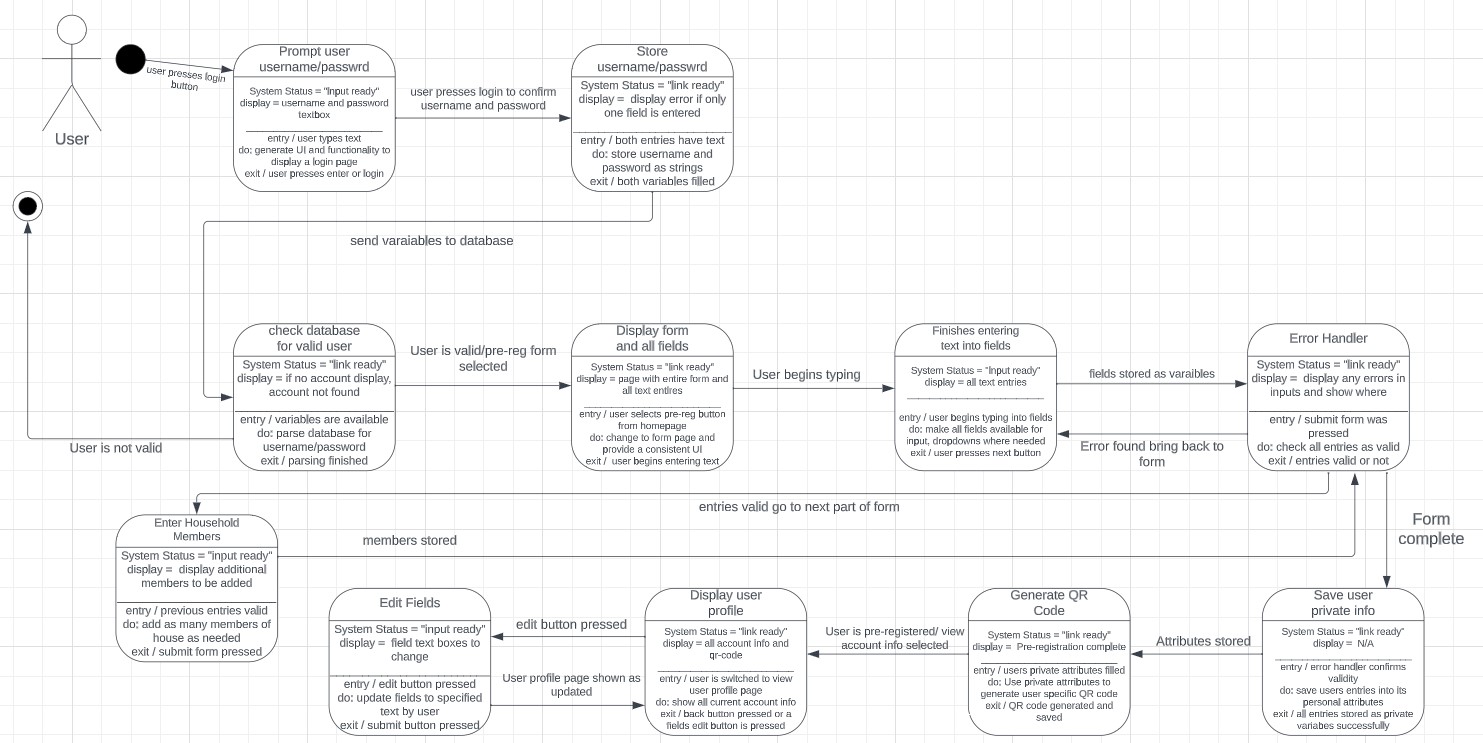 User
user presses login
button
Prompt user
username/passwrd
System Status = "Input ready"
display = username and password
textbox
entry / user types text
do: generate UI and functionality to
display a login page
exit / user presses enter or login
user presses login to confirm
username and password
Store
username/passwrd
System Status = "link ready"
display =  display error if only
one field is entered
entry / both entries have text
do: store username and
password as strings
exit / both variables filled
send varaiables to database
check database
for valid user
System Status = "link ready"
display = if no account display,
account not found
entry / variables are available
do: parse database for
username/password
exit / parsing finished
User is not valid
User is valid/pre-reg form
selected
Display form
and all fields
System Status = "link ready"
display = page with entire form and
all text entires
entry / user selects pre-reg button
from homepage
do: change to form page and
provide a consistent UI
exit /  user begins entering text
User begins typing
Finishes entering
text into fields
System Status = "Input ready"
display = all text entries
entry / user begins typing into fields
do: make all fields available for
input, dropdowns where needed
exit / user presses next button
fields stored as varaibles
Error found bring back to
form
Error Handler
System Status = "link ready"
display =  display any errors in
inputs and show where
entry / submit form was
pressed
do: check all entries as valid
exit / entries valid or not
entries valid go to next part of form
Form
complete
Enter Household
Members
System Status = "input ready"
display =  display additional
members to be added
entry / previous entries valid
do: add as many members of
house as needed
exit / submit form pressed
members stored
Edit Fields
System Status = "input ready"
display =  field text boxes to
change
entry / edit button pressed
do: update fields to specified
text by user
exit / submit button pressed
edit button pressed
User profile page shown as
updated
Display user
profile
System Status = "link ready"
display = all account info and
qr-code
entry / user is switched to view
user profile page
do: show all current account info
exit / back button pressed or a
fields edit button is pressed
User is pre-registered/ view
account info selected
Generate QR
Code
System Status = "link ready"
display =  Pre-registration complete
entry / users private attributes filled
do: Use private attributes to
generate user specific QR code
exit / QR code generated and
saved
Attributes stored
Save user
private info
System Status = "link ready"
display =  N/A
entry / error handler confirms
validity
do: save users entries into its
personal attributes
exit / all entries stored as private
variabes successfully